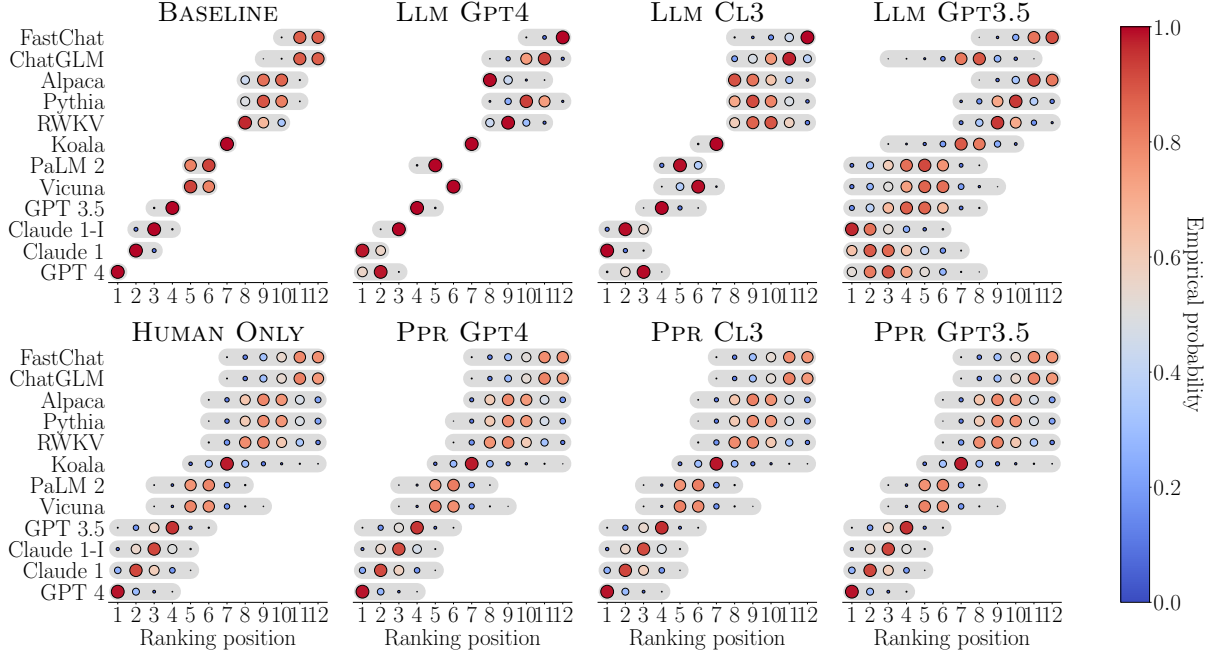 BASELINE
LLM GPT4
LLM CL3
LLM GPT3.5
FastChat
ChatGLM
Alpaca
Pythia
RWKV
Koala
PaLM 2
Vicuna
GPT 3.5
Claude 1-I
Claude 1
GPT 4
1 2 3 4 5 6 7 8 9 10 11 12
1 2 3 4 5 6 7 8 9 10 11 12
1 2 3 4 5 6 7 8 9 10 11 12
1 2 3 4 5 6 7 8 9 10 11 12
HUMAN ONLY
PPR GPT4
PPR CL3
PPR GPT3.5
FastChat
ChatGLM
Alpaca
Pythia
RWKV
Koala
PaLM 2
Vicuna
GPT 3.5
Claude 1-I
Claude 1
GPT 4
1 2 3 4 5 6 7 8 9 10 11 12
1 2 3 4 5 6 7 8 9 10 11 12
1 2 3 4 5 6 7 8 9 10 11 12
1 2 3 4 5 6 7 8 9 10 11 12
Ranking position
Ranking position
Ranking position
Ranking position
1.0
0.8
0.6
0.4
0.2
0.0
Empirical probability